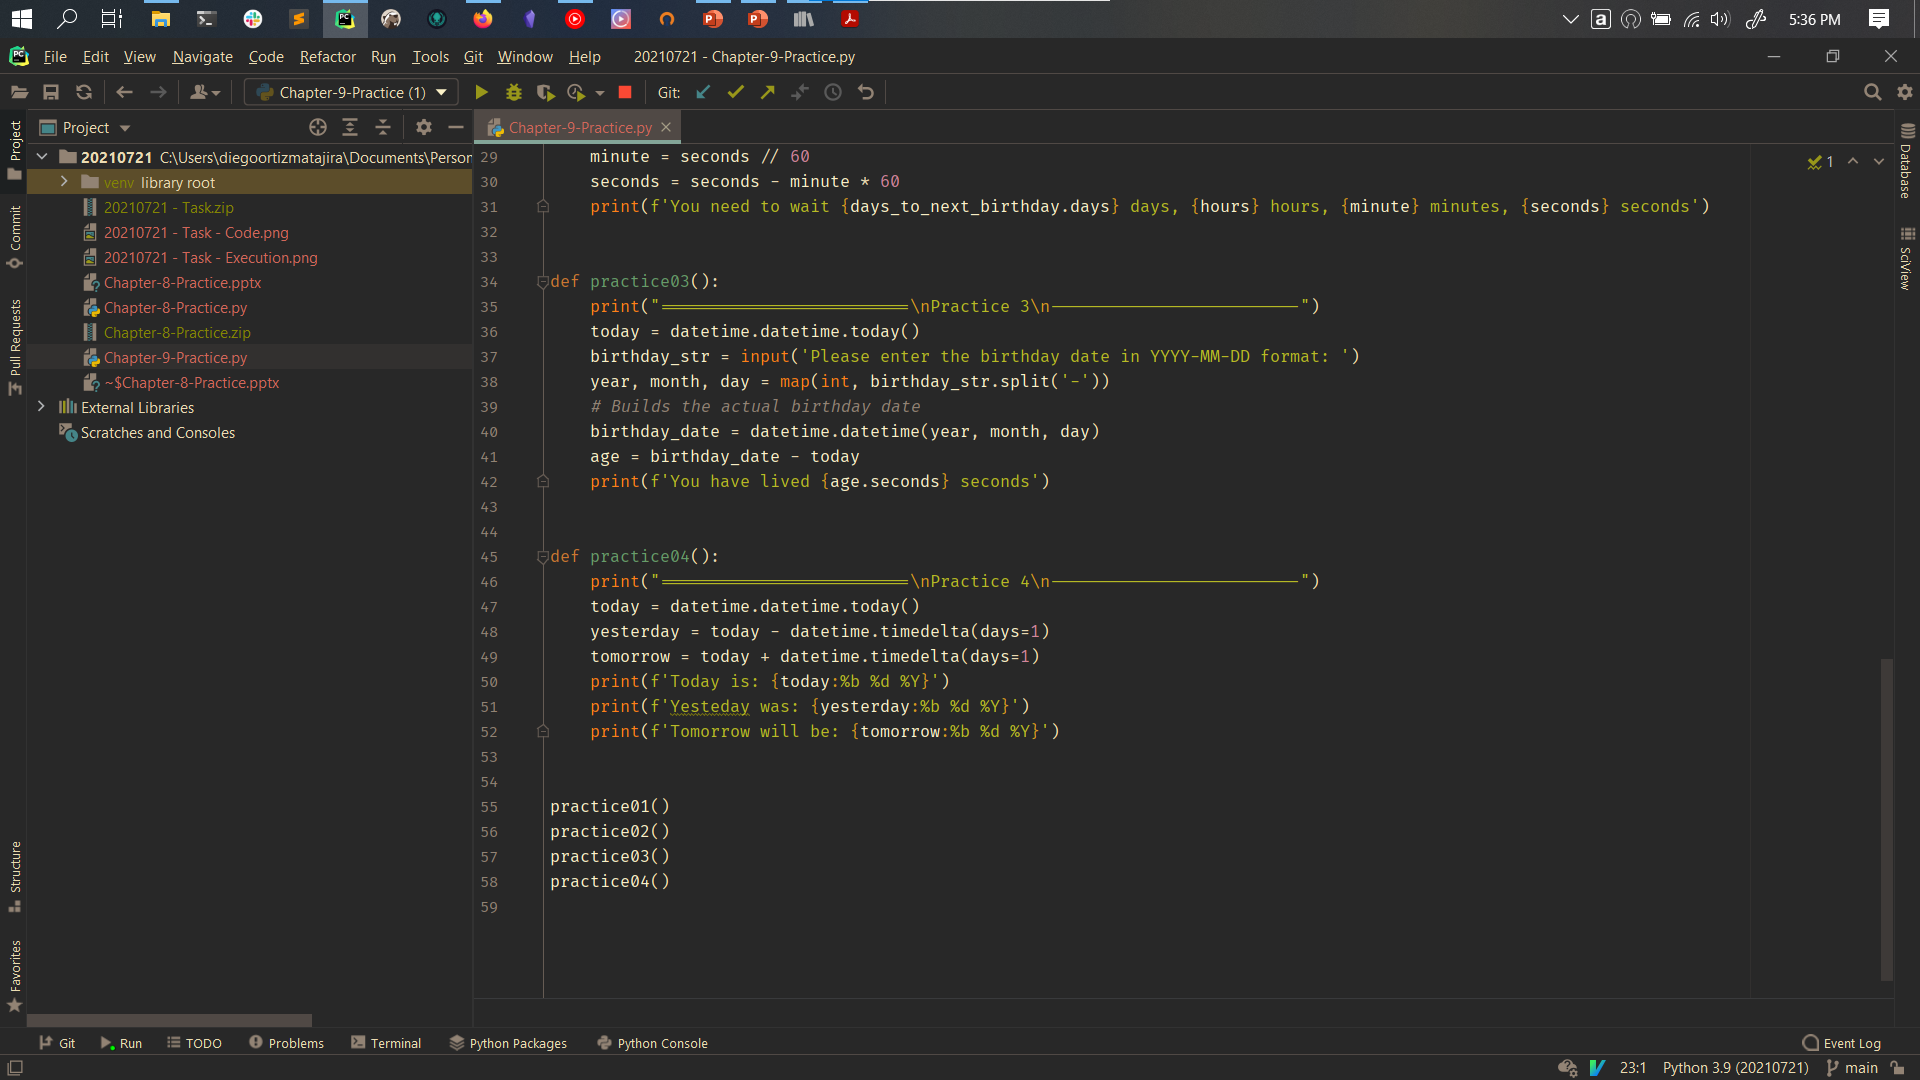 5:36 PM
File Edit View Navigate Code Refactor Run Tools Git Window Help 20210721 - Chapter-9-Practice.py
Chapter-9-Practice (1) Git:
Project
Chapter-9-Practice.py
20210721 C:\Users\diegoortizmatajira\Documents\Person
venv library root
20210721 - Task.zip
20210721 - Task - Code.png
20210721 - Task - Execution.png
Chapter-8-Practice.pptx
Chapter-8-Practice.py
Chapter-8-Practice.zip
Chapter-9-Practice.py
~$Chapter-8-Practice.pptx
External Libraries
Scratches and Consoles
Project
Commit
Pull Requests
Structure
Favorites
29 minute = seconds // 60
30 seconds = seconds - minute * 60
31 print(f'You need to wait {days_to_next_birthday.days} days, {hours} hours, {minute} minutes, {seconds} seconds')
32
33
34 def practice03():
35 print("=========================\nPractice 3\n-------------------------")
36 today = datetime.datetime.today()
37 birthday_str = input('Please enter the birthday date in YYYY-MM-DD format: ')
38 year, month, day = map(int, birthday_str.split('-'))
39 # Builds the actual birthday date
40 birthday_date = datetime.datetime(year, month, day)
41 age = birthday_date - today
42 print(f'You have lived {age.seconds} seconds')
43
44
45 def practice04():
46 print("=========================\nPractice 4\n-------------------------")
47 today = datetime.datetime.today()
48 yesterday = today - datetime.timedelta(days=1)
49 tomorrow = today + datetime.timedelta(days=1)
50 print(f'Today is: {today:%b %d %Y}')
51 print(f'Yesteday was: {yesterday:%b %d %Y}')
52 print(f'Tomorrow will be: {tomorrow:%b %d %Y}')
53
54
55 practice01()
56 practice02()
57 practice03()
58 practice04()
59
1
Database
SciView
Git Run TODO Problems Terminal Python Packages Python Console Event Log
23:1 Python 3.9 (20210721) main